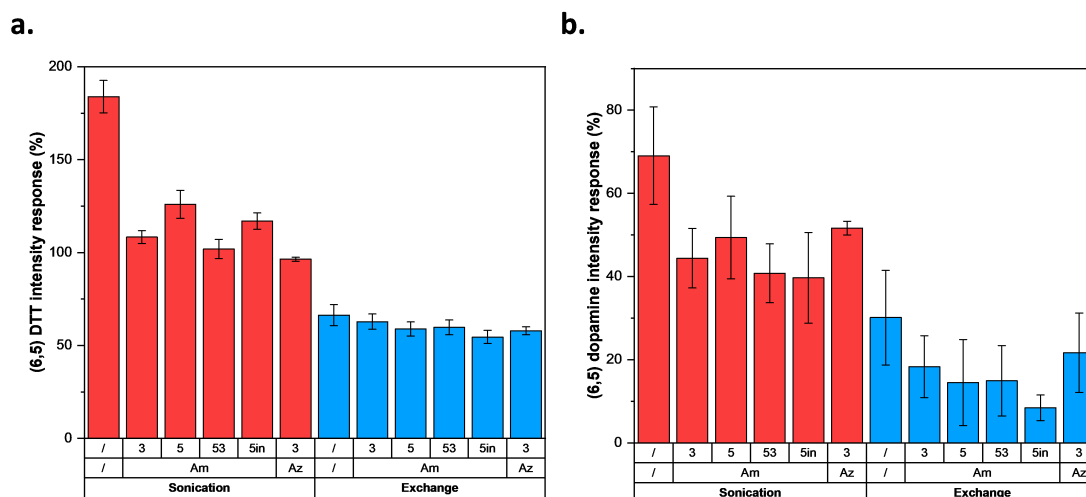 a.
(6,5) DTT intensity response (%)
200
150
100
50
0
/ 3 5 53 5in 3 / 3 5 53 5in 3
/ Am Az / Am Az
Sonication Exchange
b.
(6,5) dopamine intensity response (%)
80
60
40
20
0
/ 3 5 53 5in 3 / 3 5 53 5in 3
/ Am Az / Am Az
Sonication Exchange